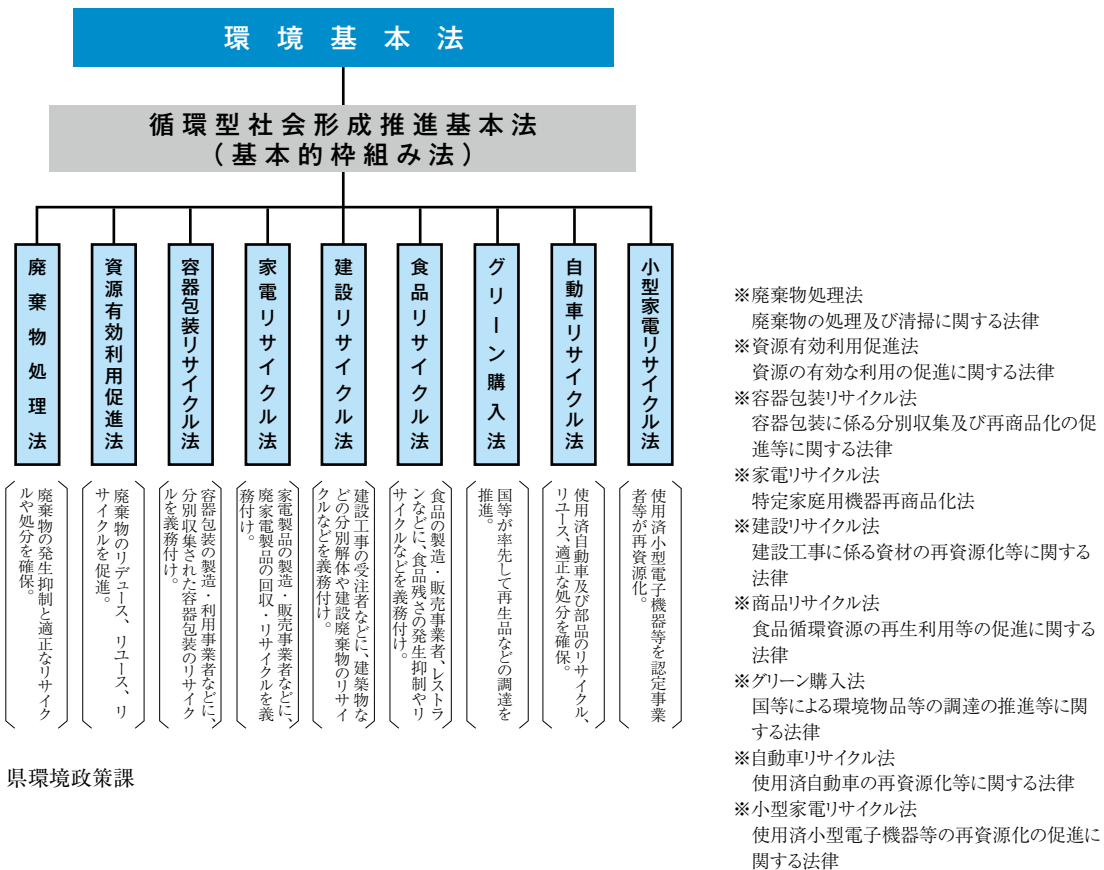 環境基本法
循環型社会形成推進基本法
（基本的枠組み法）
廃棄物処理法
資源有効利用促進法
容器包装リサイクル法
家電リサイクル法
建設リサイクル法
食品リサイクル法
グリーン購入法
自動車リサイクル法
小型家電リサイクル法
廃棄物の発生抑制と適正なリサイク
ルや処分を確保。
廃棄物のリデュース、リユース、リ
サイクルを促進。
容器包装の製造・利用事業者などに、
分別収集された容器包装のリサイク
ルを義務付け。
家電製品の製造・販売事業者などに、
廃家電製品の回収・リサイクルを義
務付け。
建設工事の受注者などに、建築物な
どの分別解体や建設廃棄物のリサイ
クルなどを義務付け。
食品の製造・販売事業者、レストラ
ンなどに、食品残さの発生抑制やリ
サイクルなどを義務付け。
国等が率先して再生品などの調達を
推進。
使用済自動車及び部品のリサイクル、
リユース、適正な処分を確保。
使用済小型電子機器等を認定事業
者等が再資源化。
県環境政策課
※廃棄物処理法
廃棄物の処理及び清掃に関する法律
※資源有効利用促進法
資源の有効な利用の促進に関する法律
※容器包装リサイクル法
容器包装に係る分別収集及び再商品化の促
進等に関する法律
※家電リサイクル法
特定家庭用機器再商品化法
※建設リサイクル法
建設工事に係る資材の再資源化等に関する
法律
※商品リサイクル法
食品循環資源の再生利用等の促進に関する
法律
※グリーン購入法
国等による環境物品等の調達の推進等に関
する法律
※自動車リサイクル法
使用済自動車の再資源化等に関する法律
※小型家電リサイクル法
使用済小型電子機器等の再資源化の促進に
関する法律